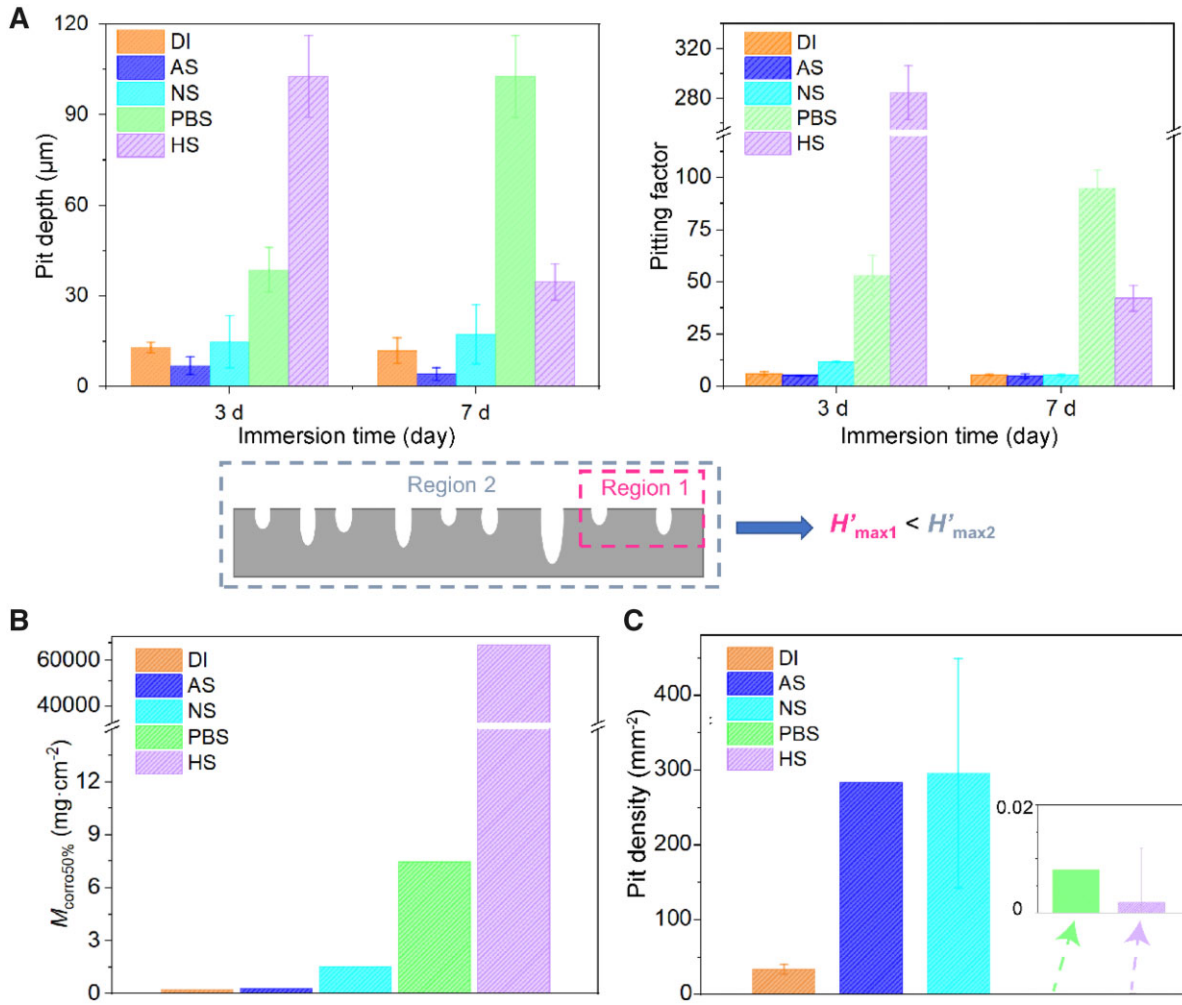 A
Pit depth (μm)
120
90
60
30
0
DI
AS
NS
PBS
HS
3 d
7 d
Immersion time (day)
Pitting factor
320
280
100
75
50
25
0
DI
AS
NS
PBS
HS
3 d
7 d
Immersion time (day)
Region 2
Region 1
H'max1 < H'max2
B
Mcorro50% (mg·cm-2)
60000
40000
12
9
6
3
0
DI
AS
NS
PBS
HS
C
Pit density (mm-2)
400
300
200
100
0
DI
AS
NS
PBS
HS
0.02
0